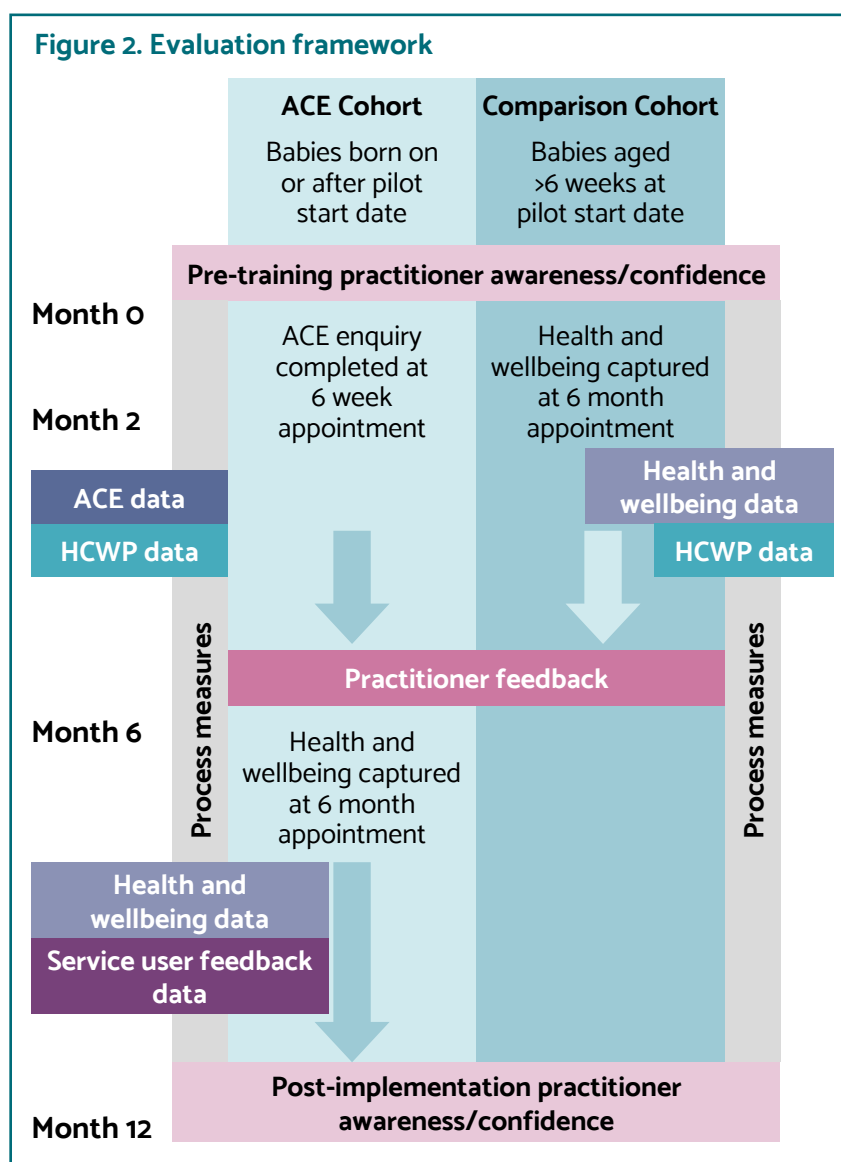 Figure 2. Evaluation framework
ACE Cohort
Babies born on
or after pilot
start date
Comparison Cohort
Babies aged
>6 weeks at
pilot start date
Pre-training practitioner awareness/confidence
Month 0
ACE enquiry
completed at
6 week
appointment
Health and
wellbeing captured
at 6 month
appointment
Month 2
ACE data
HCWP data
Health and
wellbeing data
HCWP data
Process measures
Process measures
Practitioner feedback
Month 6
Health and
wellbeing captured
at 6 month
appointment
Health and
wellbeing data
Service user feedback
data
Post-implementation practitioner
awareness/confidence
Month 12